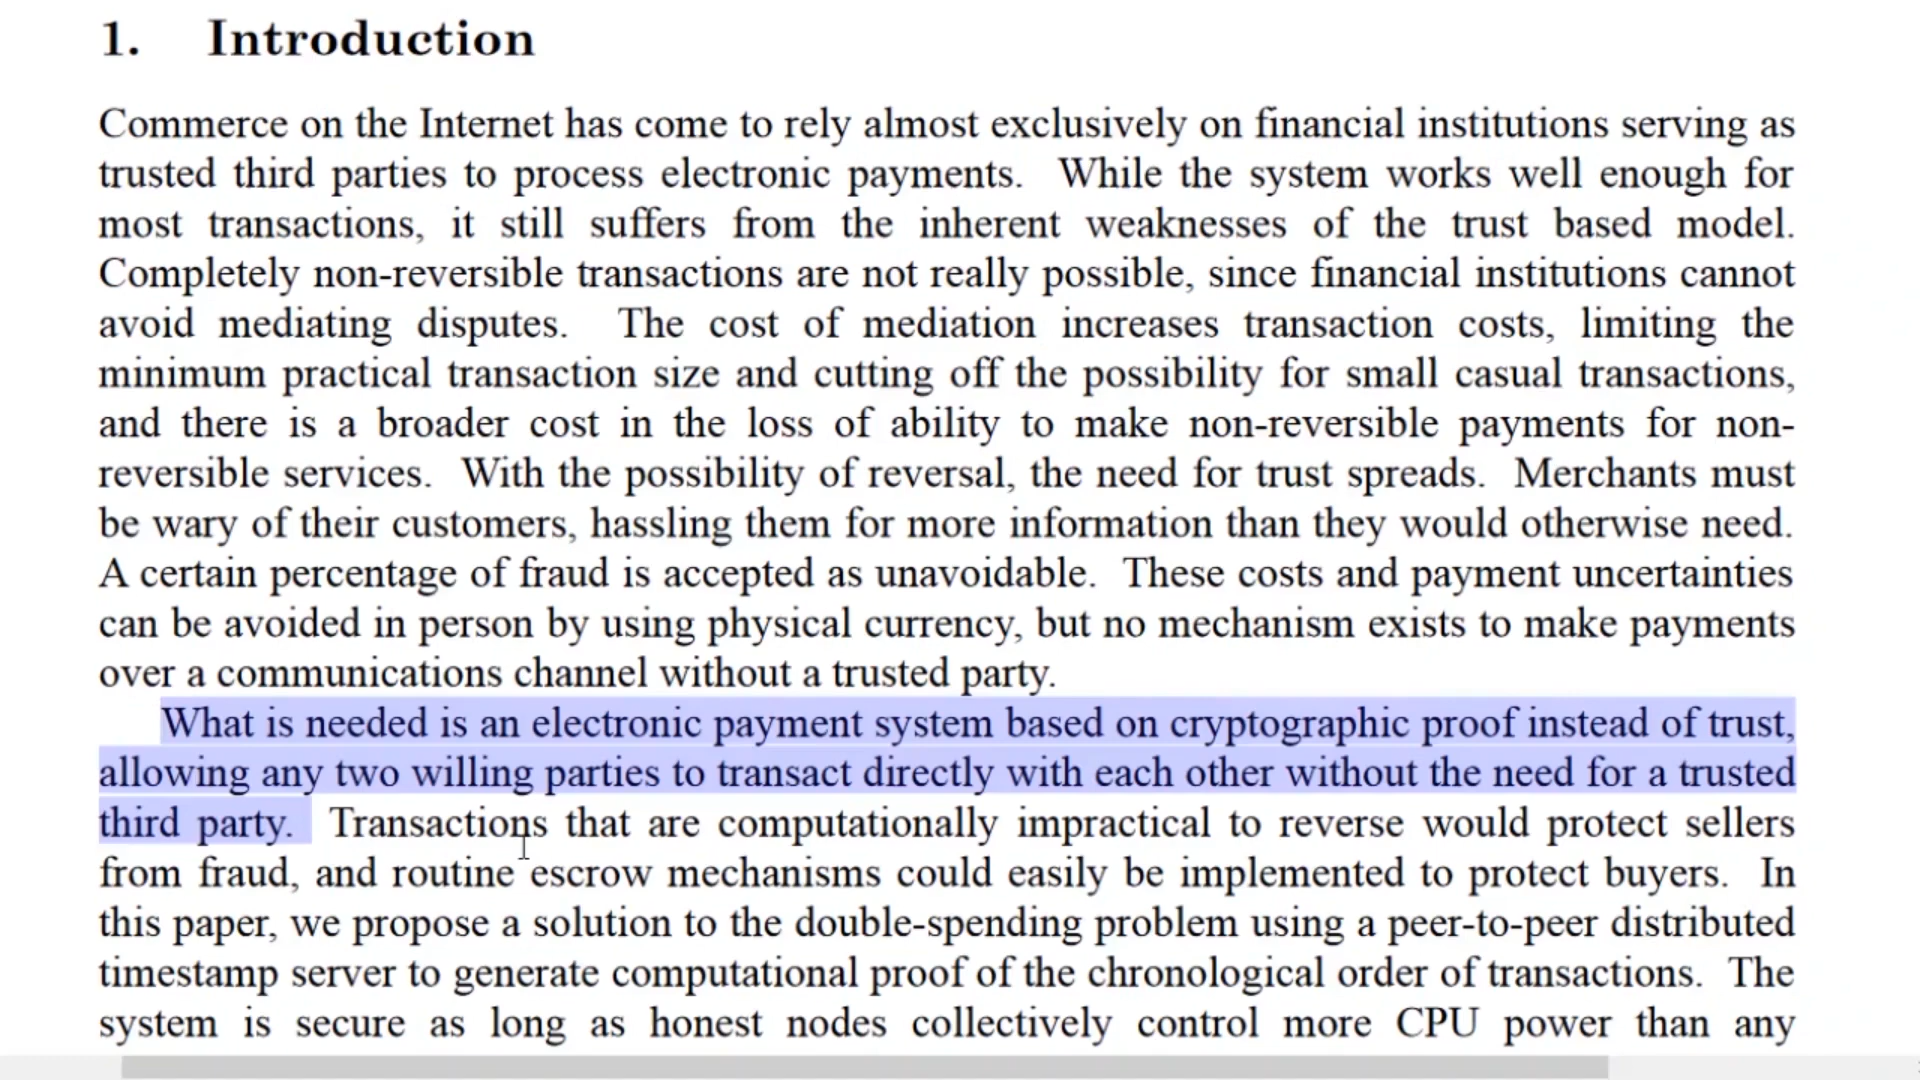 1. Introduction
Commerce on the Internet has come to rely almost exclusively on financial institutions serving as
trusted third parties to process electronic payments. While the system works well enough for
most transactions, it still suffers from the inherent weaknesses of the trust based model.
Completely non-reversible transactions are not really possible, since financial institutions cannot
avoid mediating disputes. The cost of mediation increases transaction costs, limiting the
minimum practical transaction size and cutting off the possibility for small casual transactions,
and there is a broader cost in the loss of ability to make non-reversible payments for non-
reversible services. With the possibility of reversal, the need for trust spreads. Merchants must
be wary of their customers, hassling them for more information than they would otherwise need.
A certain percentage of fraud is accepted as unavoidable. These costs and payment uncertainties
can be avoided in person by using physical currency, but no mechanism exists to make payments
over a communications channel without a trusted party.
What is needed is an electronic payment system based on cryptographic proof instead of trust,
allowing any two willing parties to transact directly with each other without the need for a trusted
third party. Transactions that are computationally impractical to reverse would protect sellers
from fraud, and routine escrow mechanisms could easily be implemented to protect buyers. In
this paper, we propose a solution to the double-spending problem using a peer-to-peer distributed
timestamp server to generate computational proof of the chronological order of transactions. The
system is secure as long as honest nodes collectively control more CPU power than any